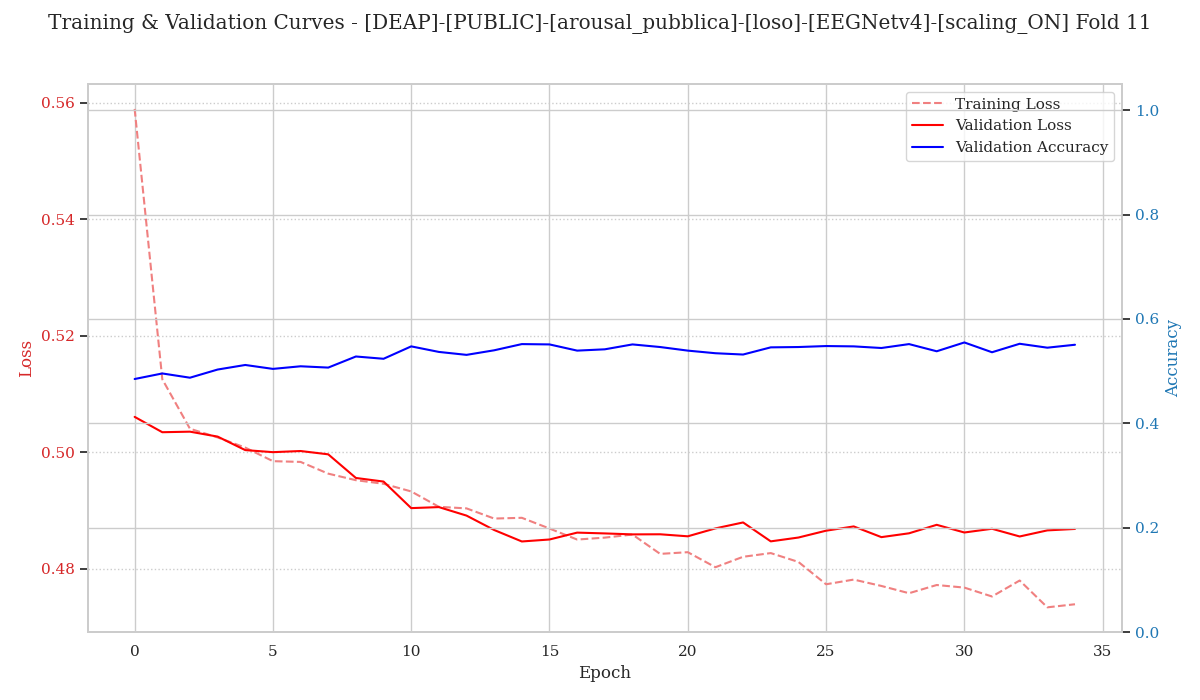 Training & Validation Curves - [DEAP]-[PUBLIC]-[arousal_pubblica]-[loso]-[EEGNetv4]-[scaling_ON] Fold 11
Training Loss
Validation Loss
Validation Accuracy
Loss
0.56
0.54
0.52
0.50
0.48
1.0
0.8
0.6
0.4
0.2
0.0
Accuracy
0
5
10
15
20
25
30
35
Epoch